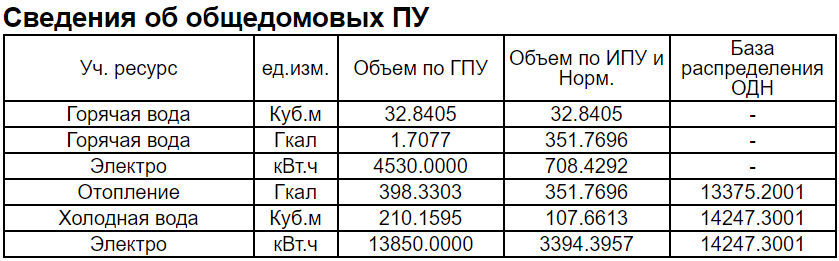 Сведения об общедомовых ПУ
Уч. ресурс ед.изм. Объем по ГПУ Объем по ИПУ и Норм. База распределения ОДН
Горячая вода Куб.м 32.8405 32.8405 -
Горячая вода Гкал 1.7077 351.7696 -
Электро кВт.ч 4530.0000 708.4292 -
Отопление Гкал 398.3303 351.7696 13375.2001
Холодная вода Куб.м 210.1595 107.6613 14247.3001
Электро кВт.ч 13850.0000 3394.3957 14247.3001